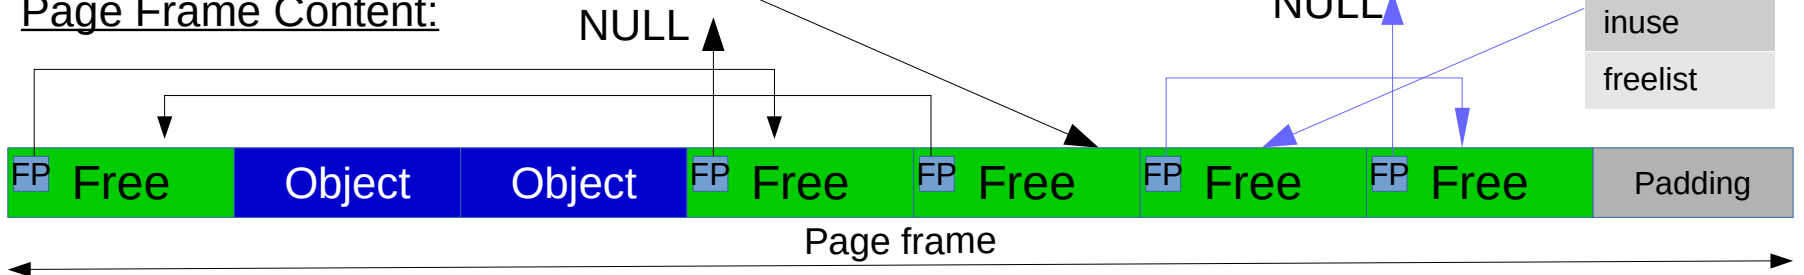 Page Frame Content:
NULL
NULL
inuse
freelist
FP Free
Object
Object
FP Free
FP Free
FP Free
FP Free
Padding
Page frame